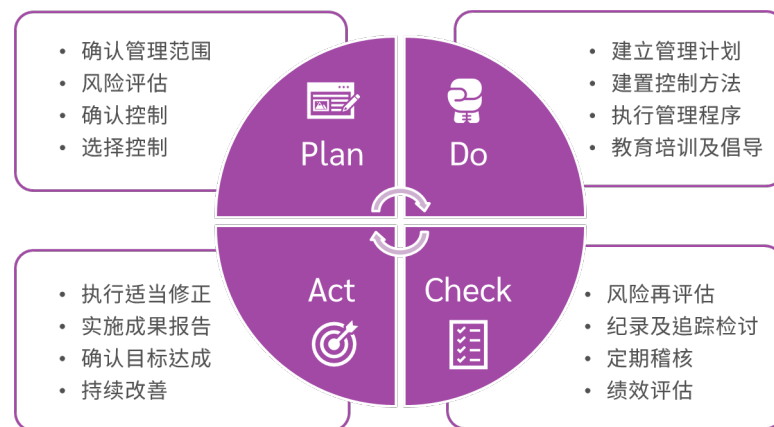 • 确认管理范围
• 风险评估
• 确认控制
• 选择控制
Plan
Do
• 建立管理计划
• 建置控制方法
• 执行管理程序
• 教育培训及倡导
• 执行适当修正
• 实施成果报告
• 确认目标达成
• 持续改善
Act
Check
• 风险再评估
• 纪录及追踪检讨
• 定期稽核
• 绩效评估